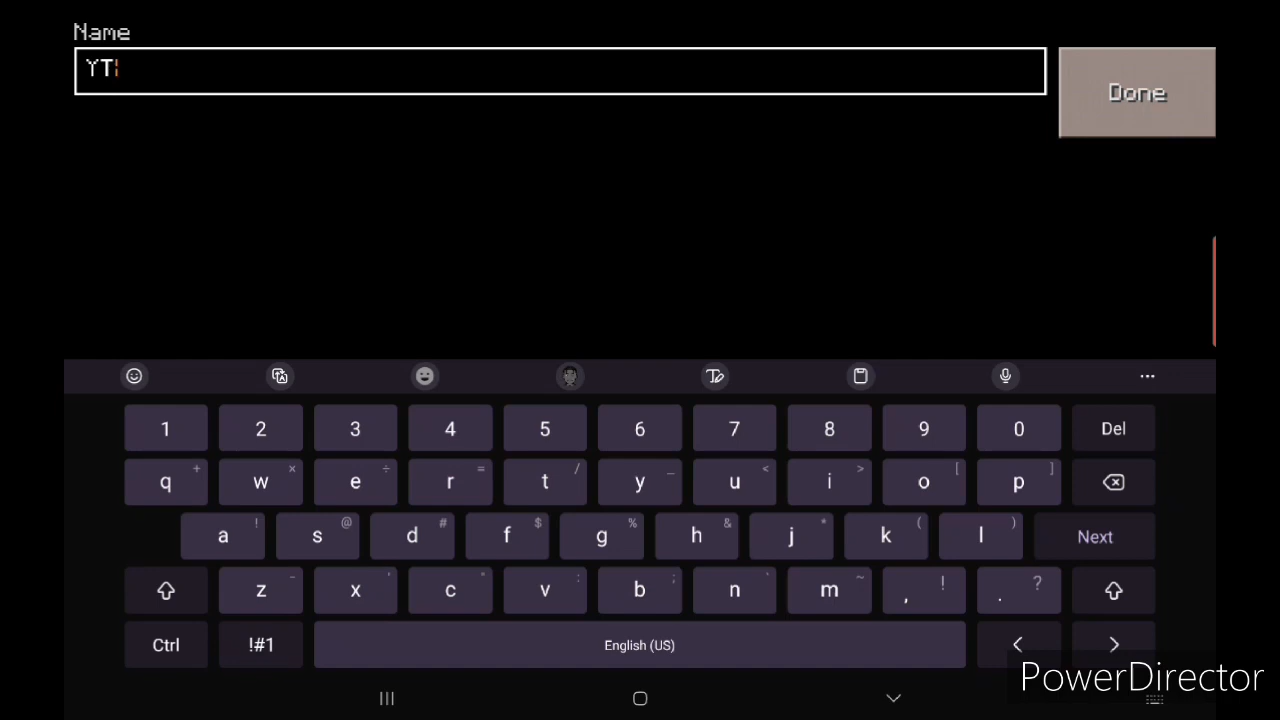 Name
YT
Done
1 2 3 4 5 6 7 8 9 0 Del
+ × ÷ = / _ < > [ ]
q w e r t y u i o p
! @ # $ % & * ( )
a s d f g h j k l Next
- ' " : ; ` ~ ! ?
z x c v b n m , .
Ctrl !#1 English (US) < >
PowerDirector